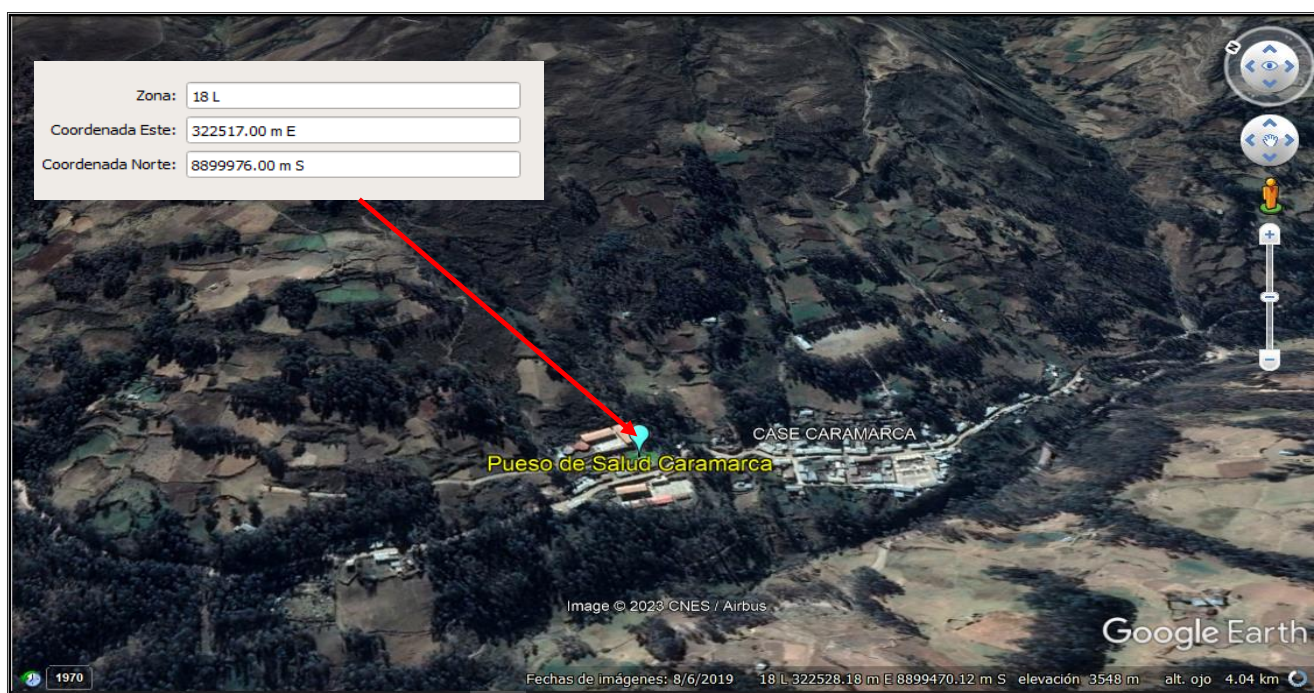 Zona: 18 L
Coordenada Este: 322517.00 m E
Coordenada Norte: 8899976.00 m S
N
CASE CARAMARCA
Pueso de Salud Caramarca
Image © 2023 CNES / Airbus
Google Earth
1970
Fechas de imágenes: 8/6/2019 18 L 322528.18 m E 8899470.12 m S elevación 3548 m alt. ojo 4.04 km